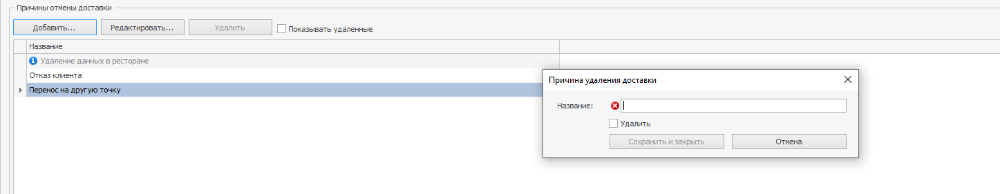 Причины отмены доставки
Добавить... Редактировать... Удалить Показывать удаленные
Название
Удаление данных в ресторане
Отказ клиента
Перенос на другую точку
Причина удаления доставки
Название:
Удалить
Сохранить и закрыть Отмена